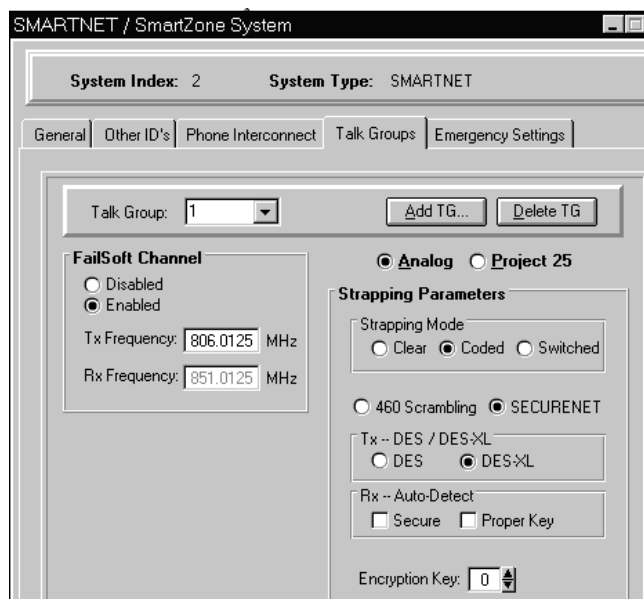 SMARTNET / SmartZone System
System Index: 2 System Type: SMARTNET
General Other ID's Phone Interconnect Talk Groups Emergency Settings
Talk Group: 1 Add TG... Delete TG
FailSoft Channel
Disabled
Enabled
Tx Frequency: 806.0125 MHz
Rx Frequency: 851.0125 MHz
Analog Project 25
Strapping Parameters
Strapping Mode
Clear Coded Switched
460 Scrambling SECURENET
Tx -- DES / DES-XL
DES DES-XL
Rx -- Auto-Detect
Secure Proper Key
Encryption Key: 0